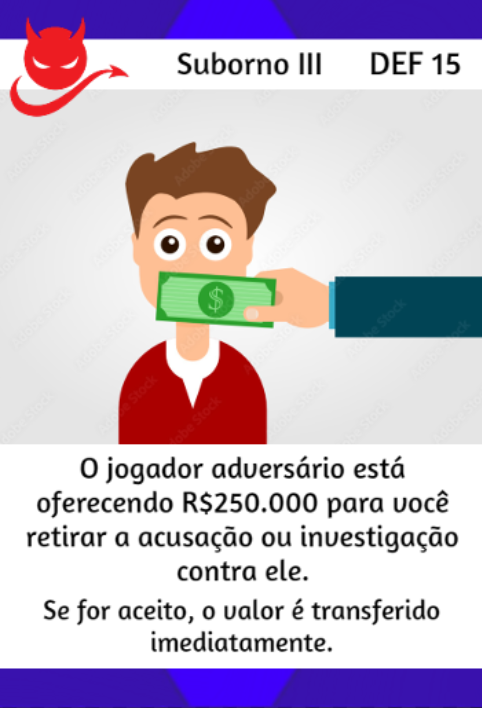 Suborno III DEF 15
$
O jogador adversário está
oferecendo R$250.000 para você
retirar a acusação ou investigação
contra ele.
Se for aceito, o valor é transferido
imediatamente.